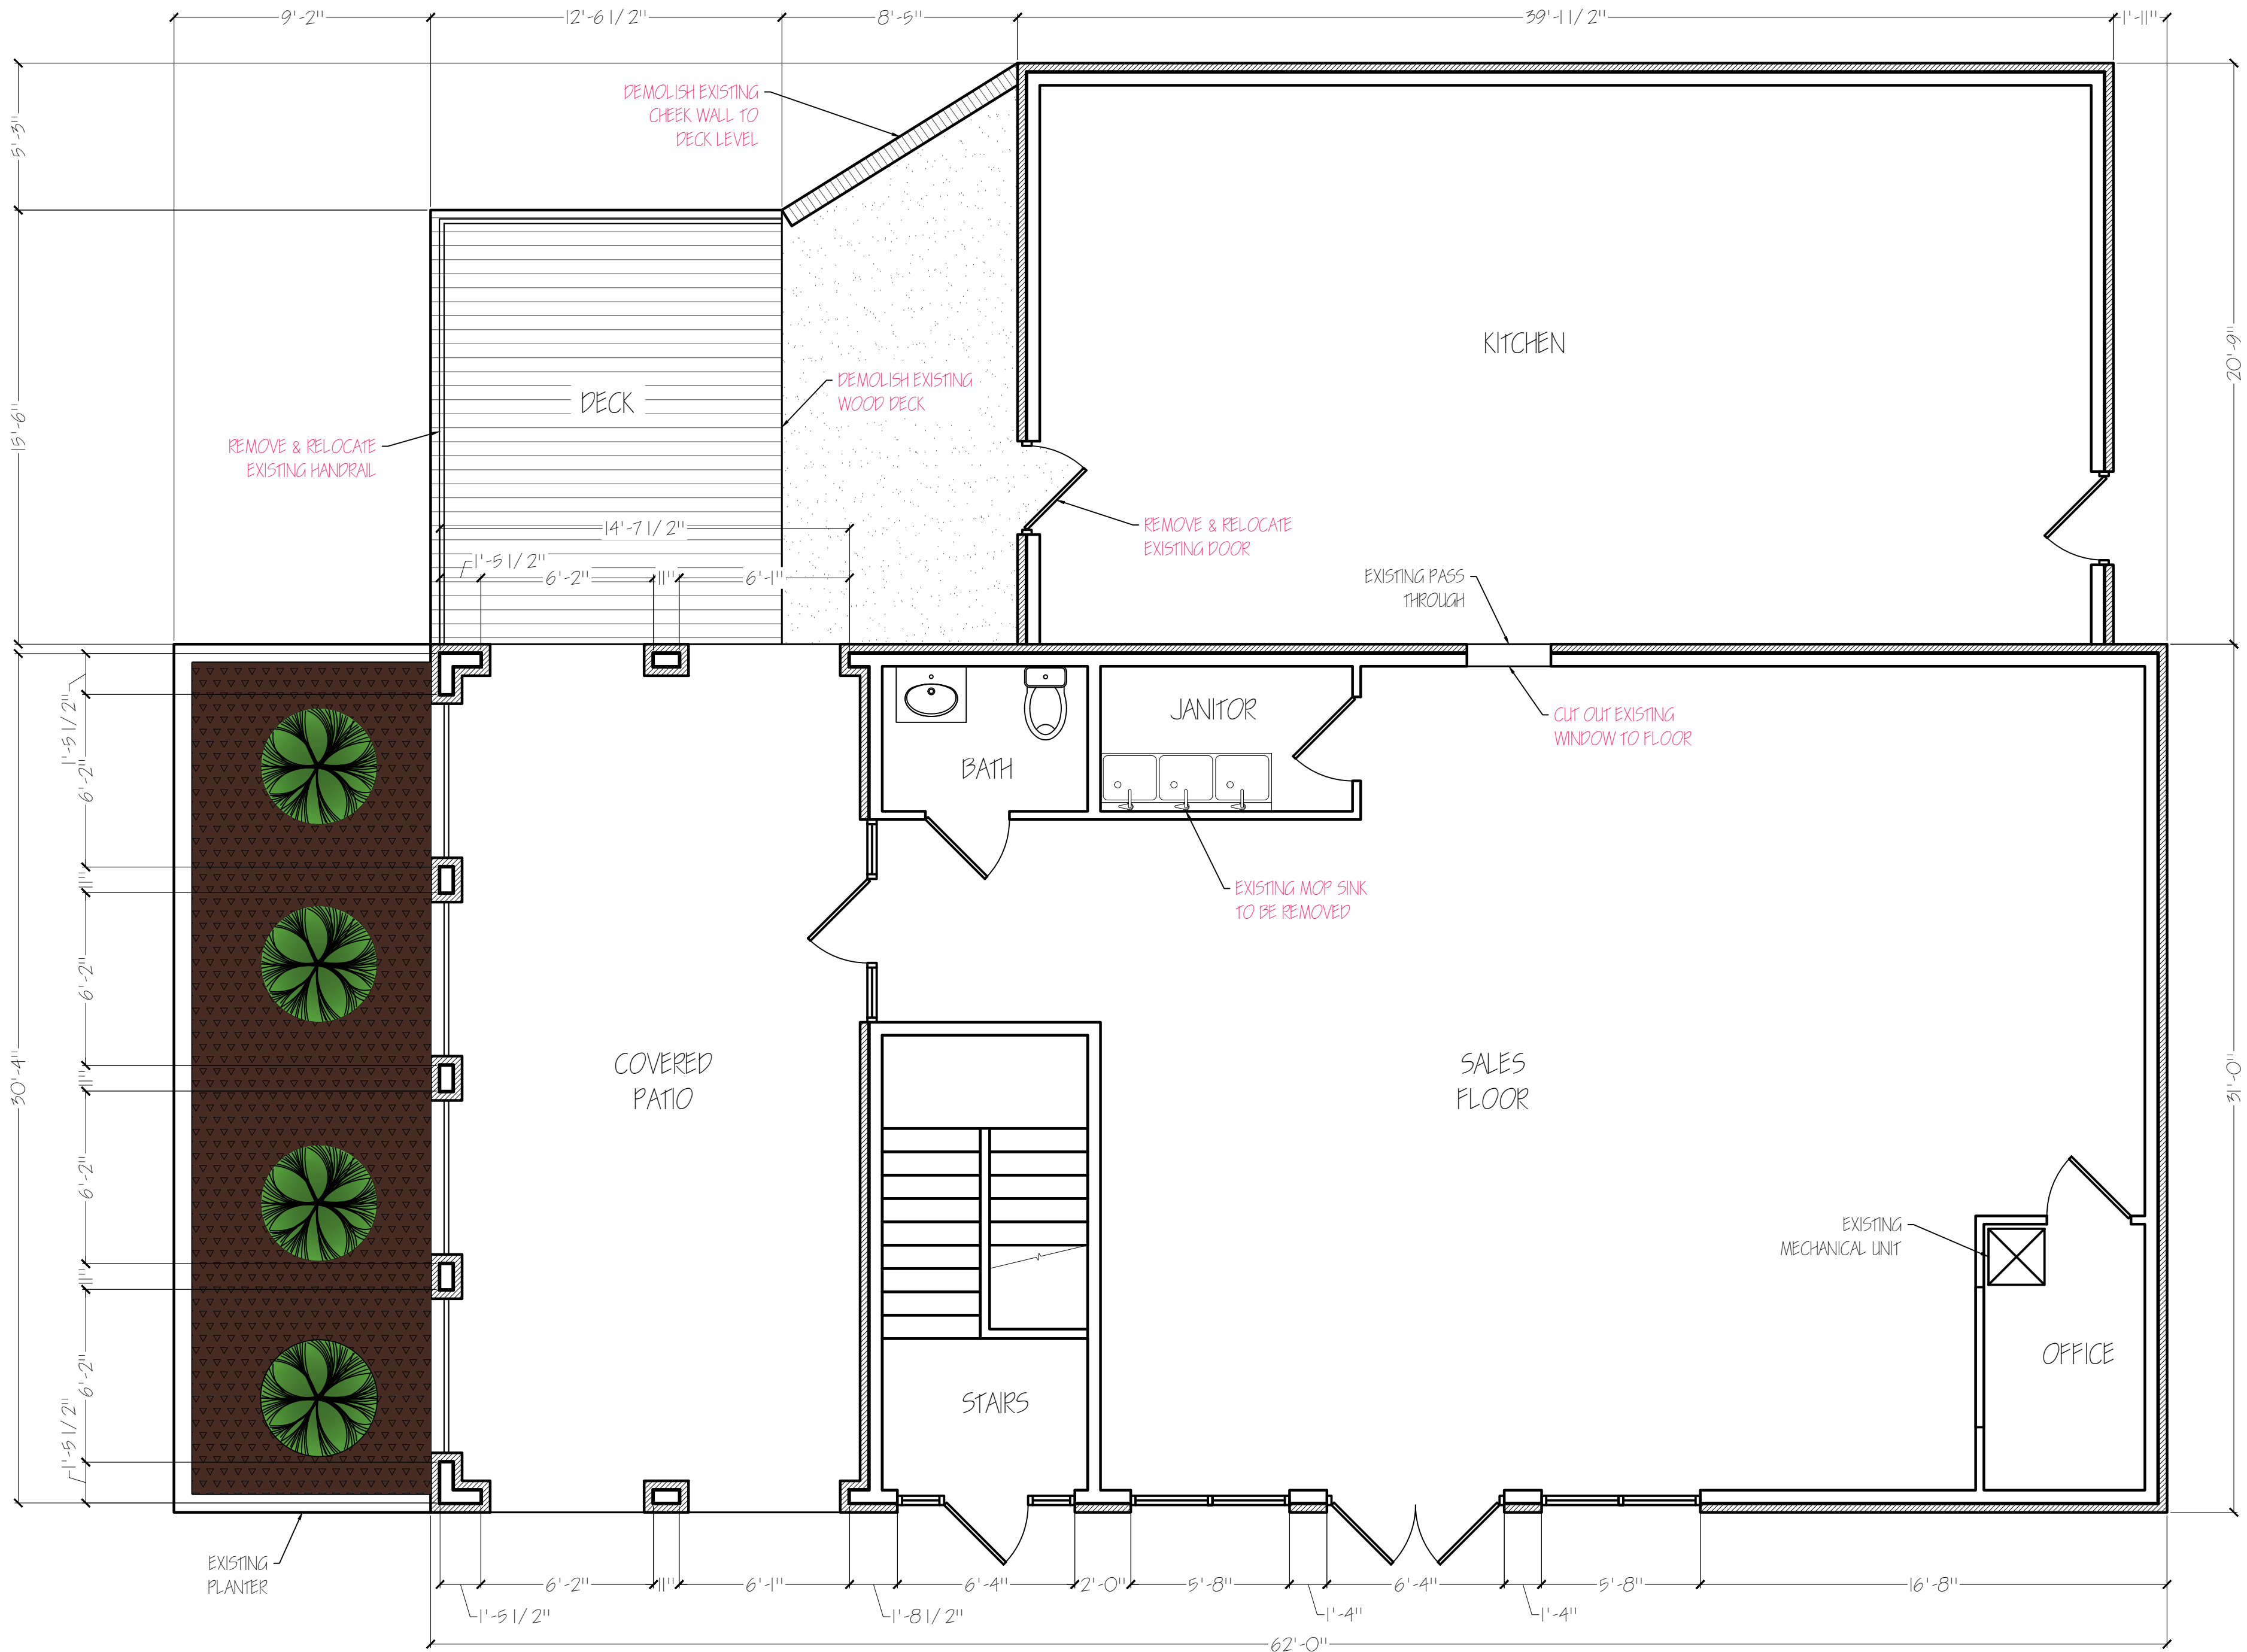 9'-2"
12'-6 1/2"
8'-5"
39'-1 1/2"
1'-11"
5'-3"
15'-6"
20'-9"
DEMOLISH EXISTING
CHEEK WALL TO
DECK LEVEL
KITCHEN
DECK
DEMOLISH EXISTING
WOOD DECK
REMOVE & RELOCATE
EXISTING HANDRAIL
REMOVE & RELOCATE
EXISTING DOOR
14'-7 1/2"
1'-5 1/2"
6'-2"
11"
6'-1"
EXISTING PASS
THROUGH
CUT OUT EXISTING
WINDOW TO FLOOR
JANITOR
BATH
EXISTING MOP SINK
TO BE REMOVED
30'-4"
1'-5 1/2"
6'-2"
11"
6'-2"
11"
6'-2"
11"
6'-2"
1'-5 1/2"
31'-0"
COVERED
PATIO
SALES
FLOOR
EXISTING
MECHANICAL UNIT
OFFICE
STAIRS
EXISTING
PLANTER
6'-2"
11"
6'-1"
6'-4"
2'-0"
5'-8"
6'-4"
5'-8"
16'-8"
1'-5 1/2"
1'-8 1/2"
1'-4"
1'-4"
62'-0"